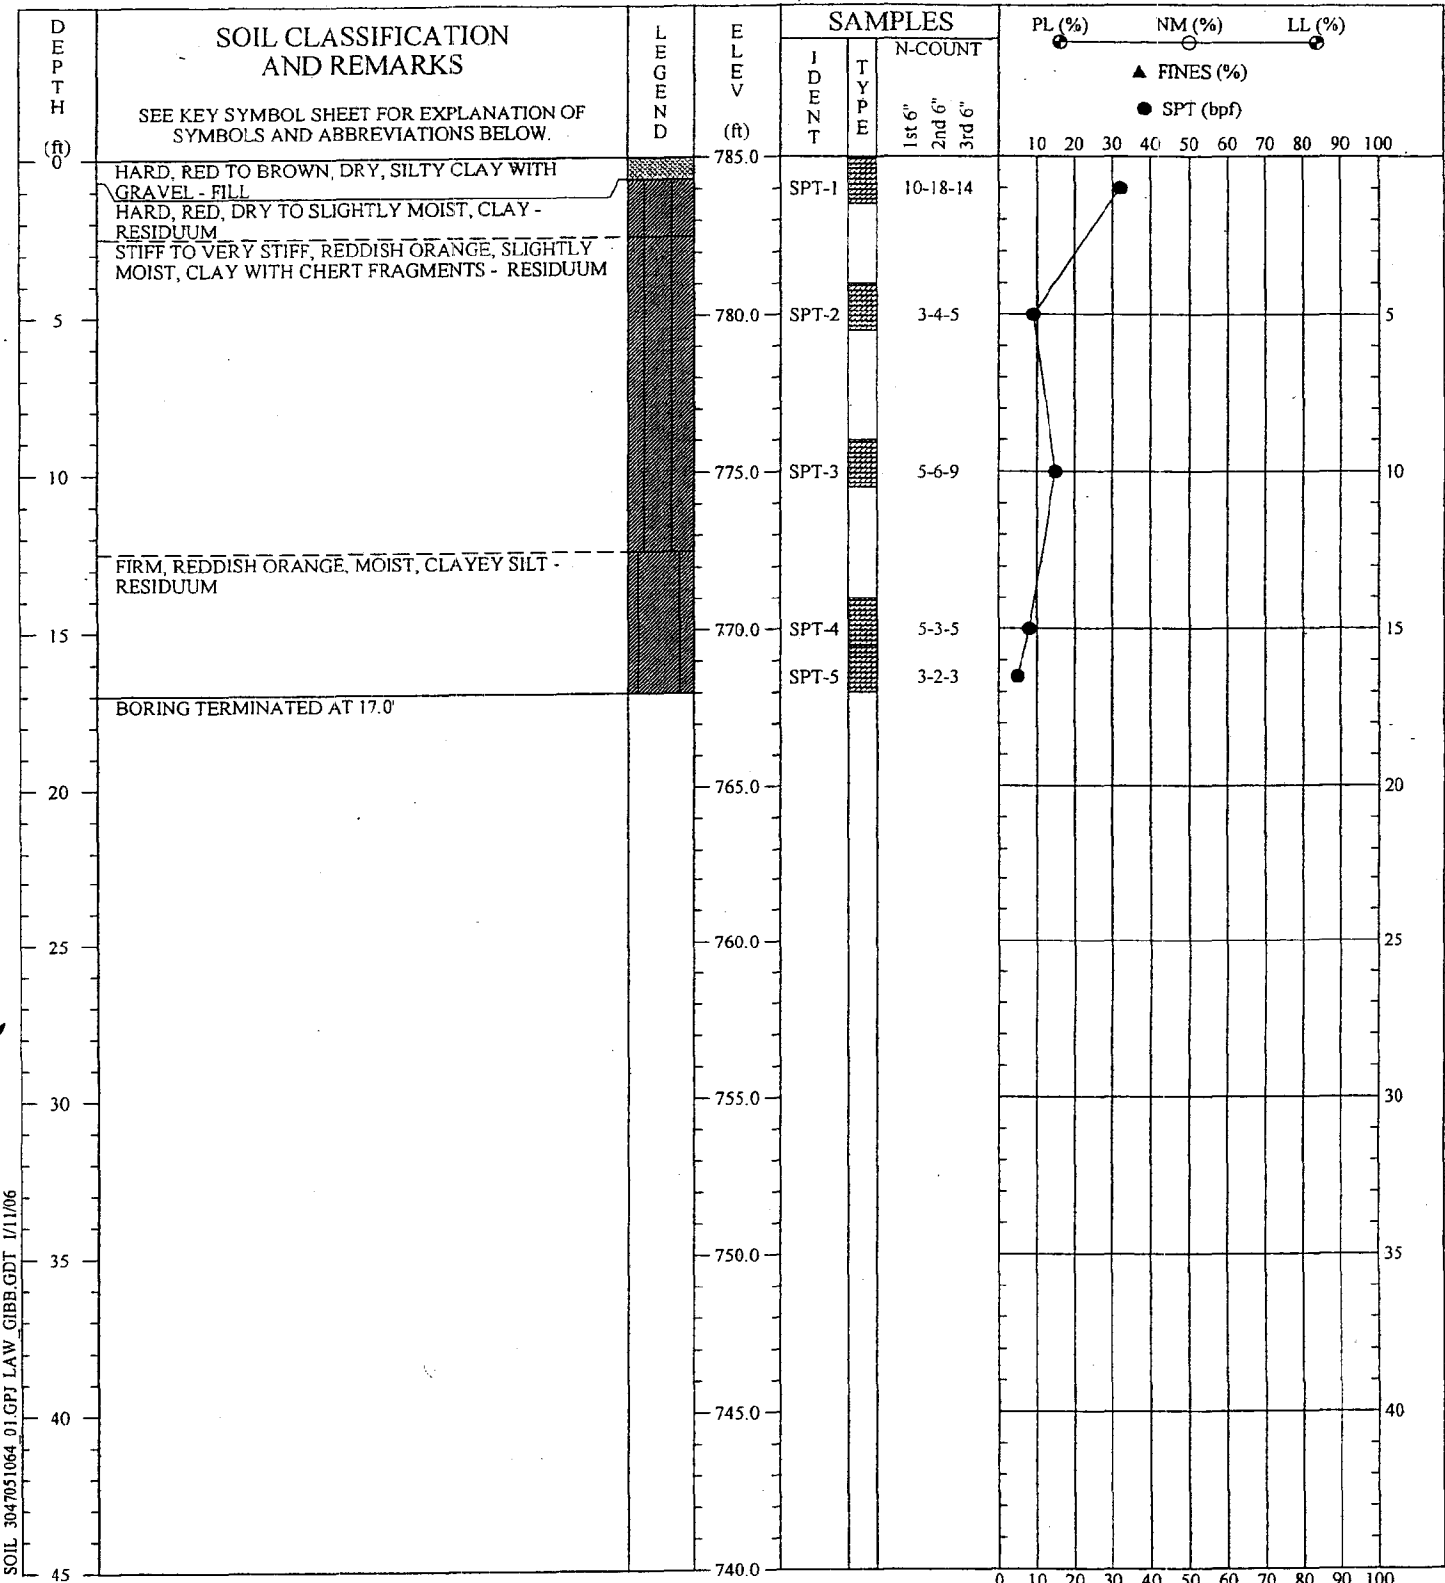 DEPTH (ft)
SOIL CLASSIFICATION
AND REMARKS
SEE KEY SYMBOL SHEET FOR EXPLANATION OF
SYMBOLS AND ABBREVIATIONS BELOW.
LEGEND
ELEV (ft)
SAMPLES
IDENT
TYPE
N-COUNT
1st 6"
2nd 6"
3rd 6"
PL (%) NM (%) LL (%)
▲ FINES (%)
● SPT (bpf)
10 20 30 40 50 60 70 80 90 100
0
HARD, RED TO BROWN, DRY, SILTY CLAY WITH
GRAVEL - FILL
HARD, RED, DRY TO SLIGHTLY MOIST, CLAY -
RESIDUUM
STIFF TO VERY STIFF, REDDISH ORANGE, SLIGHTLY
MOIST, CLAY WITH CHERT FRAGMENTS - RESIDUUM
785.0
SPT-1 10-18-14
5 780.0 SPT-2 3-4-5 5
10 775.0 SPT-3 5-6-9 10
FIRM, REDDISH ORANGE, MOIST, CLAYEY SILT -
RESIDUUM
15 770.0 SPT-4 5-3-5 15
SPT-5 3-2-3
BORING TERMINATED AT 17.0'
20 765.0 20
25 760.0 25
30 755.0 30
35 750.0 35
40 745.0 40
45 740.0
0 10 20 30 40 50 60 70 80 90 100
SOIL 3047051064_01.GPJ LAW_GIBB.GDT 1/11/06